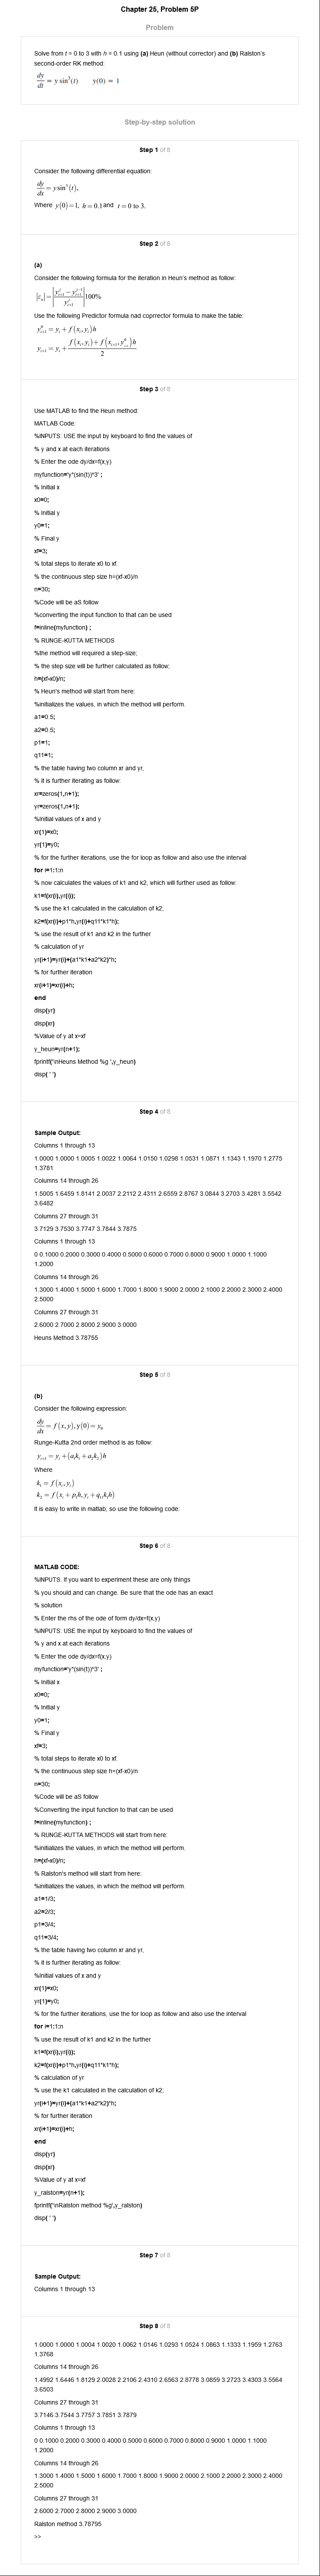 Chapter 25, Problem 5P
Problem
Solve from t = 0 to 3 with h = 0.1 using (a) Heun (without corrector) and (b) Ralston's
second-order RK method:
dy/dt = y sin³(t)   y(0) = 1
Step-by-step solution
Step 1 of 8
Consider the following differential equation:
dy/dx = y sin³(t),
Where y(0)=1, h = 0.1 and t = 0 to 3.
Step 2 of 8
(a)
Consider the following formula for the iteration in Heun's method as follow:
|εₐ| = |(y^j_{i+1} − y^{j−1}_{i+1}) / y^j_{i+1}| 100%
Use the following Predictor formula nad coprrector formula to make the table:
y⁰_{i+1} = y_i + f(x_i, y_i)h
y_{i+1} = y_i + (f(x_i, y_i) + f(x_{i+1}, y⁰_{i+1}))h / 2
Step 3 of 8
Use MATLAB to find the Heun method:
MATLAB Code:
%INPUTS: USE the input by keyboard to find the values of
% y and x at each iterations
% Enter the ode dy/dx=f(x,y)
myfunction='y*(sin(t))^3' ;
% Initial x
x0=0;
% Initial y
y0=1;
% Final y
xf=3;
% total steps to iterate x0 to xf.
% the continuous step size h=(xf-x0)/n
n=30;
%Code will be aS follow
%converting the input function to that can be used
f=inline(myfunction) ;
% RUNGE-KUTTA METHODS
%the method will required a step-size;
% the step size will be further calculated as follow;
h=(xf-x0)/n;
% Heun's method will start from here:
%initializes the values, in which the method will perform.
a1=0.5;
a2=0.5;
p1=1;
q11=1;
% the table having two column xr and yr,
% it is further iterating as follow:
xr=zeros(1,n+1);
yr=zeros(1,n+1);
%Initial values of x and y
xr(1)=x0;
yr(1)=y0;
% for the further iterations, use the for loop as follow and also use the interval
for i=1:1:n
% now calculates the values of k1 and k2, which will further used as follow:
k1=f(xr(i),yr(i));
% use the k1 calculated in the calculation of k2;
k2=f(xr(i)+p1*h,yr(i)+q11*k1*h);
% use the result of k1 and k2 in the further
% calculation of yr
yr(i+1)=yr(i)+(a1*k1+a2*k2)*h;
% for further iteration
xr(i+1)=xr(i)+h;
end
disp(yr)
disp(xr)
%Value of y at x=xf
y_heun=yr(n+1);
fprintf('\nHeuns Method %g ',y_heun)
disp( ' ')
Step 4 of 8
Sample Output:
Columns 1 through 13
1.0000 1.0000 1.0005 1.0022 1.0064 1.0150 1.0298 1.0531 1.0871 1.1343 1.1970 1.2775
1.3781
Columns 14 through 26
1.5005 1.6459 1.8141 2.0037 2.2112 2.4311 2.6559 2.8767 3.0844 3.2703 3.4281 3.5542
3.6482
Columns 27 through 31
3.7129 3.7530 3.7747 3.7844 3.7875
Columns 1 through 13
0 0.1000 0.2000 0.3000 0.4000 0.5000 0.6000 0.7000 0.8000 0.9000 1.0000 1.1000
1.2000
Columns 14 through 26
1.3000 1.4000 1.5000 1.6000 1.7000 1.8000 1.9000 2.0000 2.1000 2.2000 2.3000 2.4000
2.5000
Columns 27 through 31
2.6000 2.7000 2.8000 2.9000 3.0000
Heuns Method 3.78755
Step 5 of 8
(b)
Consider the following expression:
dy/dx = f(x, y), y(0) = y₀
Runge-Kutta 2nd order method is as follow:
y_{i+1} = y_i + (a₁k₁ + a₂k₂)h
Where
k₁ = f(x_i, y_i)
k₂ = f(x_i + p₁h, y_i + q₁₁k₁h)
It is easy to write in matlab; so use the following code:
Step 6 of 8
MATLAB CODE:
%INPUTS. If you want to experiment these are only things
% you should and can change. Be sure that the ode has an exact
% solution
% Enter the rhs of the ode of form dy/dx=f(x,y)
%INPUTS: USE the input by keyboard to find the values of
% y and x at each iterations
% Enter the ode dy/dx=f(x,y)
myfunction='y*(sin(t))^3' ;
% Initial x
x0=0;
% Initial y
y0=1;
% Final y
xf=3;
% total steps to iterate x0 to xf.
% the continuous step size h=(xf-x0)/n
n=30;
%Code will be aS follow
%Converting the input function to that can be used
f=inline(myfunction) ;
% RUNGE-KUTTA METHODS will start from here:
%initializes the values, in which the method will perform.
h=(xf-x0)/n;
% Ralston's method will start from here:
%initializes the values, in which the method will perform.
a1=1/3;
a2=2/3;
p1=3/4;
q11=3/4;
% the table having two column xr and yr,
% it is further iterating as follow:
%Initial values of x and y
xr(1)=x0;
yr(1)=y0;
% for the further iterations, use the for loop as follow and also use the interval
for i=1:1:n
% use the result of k1 and k2 in the further
k1=f(xr(i),yr(i));
k2=f(xr(i)+p1*h,yr(i)+q11*k1*h);
% calculation of yr
% use the k1 calculated in the calculation of k2;
yr(i+1)=yr(i)+(a1*k1+a2*k2)*h;
% for further iteration
xr(i+1)=xr(i)+h;
end
disp(yr)
disp(xr)
%Value of y at x=xf
y_ralston=yr(n+1);
fprintf('\nRalston method %g',y_ralston)
disp( ' ')
Step 7 of 8
Sample Output:
Columns 1 through 13
Step 8 of 8
1.0000 1.0000 1.0004 1.0020 1.0062 1.0146 1.0293 1.0524 1.0863 1.1333 1.1959 1.2763
1.3768
Columns 14 through 26
1.4992 1.6446 1.8129 2.0028 2.2106 2.4310 2.6563 2.8778 3.0859 3.2723 3.4303 3.5564
3.6503
Columns 27 through 31
3.7146 3.7544 3.7757 3.7851 3.7879
Columns 1 through 13
0 0.1000 0.2000 0.3000 0.4000 0.5000 0.6000 0.7000 0.8000 0.9000 1.0000 1.1000
1.2000
Columns 14 through 26
1.3000 1.4000 1.5000 1.6000 1.7000 1.8000 1.9000 2.0000 2.1000 2.2000 2.3000 2.4000
2.5000
Columns 27 through 31
2.6000 2.7000 2.8000 2.9000 3.0000
Ralston method 3.78795
>>